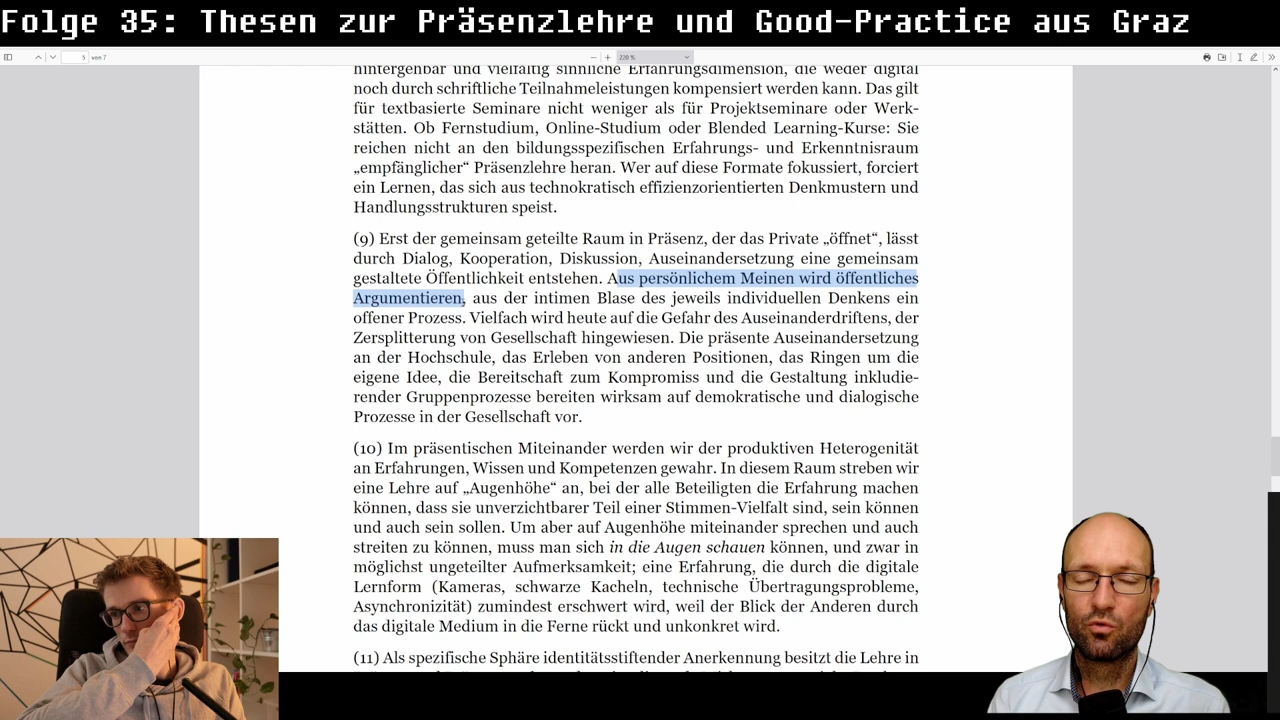 Folge 35: Thesen zur Präsenzlehre und Good-Practice aus Graz
5 von 7
220 %
hintergehbar und vielfältig sinnliche Erfahrungsdimension, die weder digital
noch durch schriftliche Teilnahmeleistungen kompensiert werden kann. Das gilt
für textbasierte Seminare nicht weniger als für Projektseminare oder Werk-
stätten. Ob Fernstudium, Online-Studium oder Blended Learning-Kurse: Sie
reichen nicht an den bildungsspezifischen Erfahrungs- und Erkenntnisraum
„empfänglicher“ Präsenzlehre heran. Wer auf diese Formate fokussiert, forciert
ein Lernen, das sich aus technokratisch effizienzorientierten Denkmustern und
Handlungsstrukturen speist.
(9) Erst der gemeinsam geteilte Raum in Präsenz, der das Private „öffnet“, lässt
durch Dialog, Kooperation, Diskussion, Auseinandersetzung eine gemeinsam
gestaltete Öffentlichkeit entstehen. Aus persönlichem Meinen wird öffentliches
Argumentieren, aus der intimen Blase des jeweils individuellen Denkens ein
offener Prozess. Vielfach wird heute auf die Gefahr des Auseinanderdriftens, der
Zersplitterung von Gesellschaft hingewiesen. Die präsente Auseinandersetzung
an der Hochschule, das Erleben von anderen Positionen, das Ringen um die
eigene Idee, die Bereitschaft zum Kompromiss und die Gestaltung inkludie-
render Gruppenprozesse bereiten wirksam auf demokratische und dialogische
Prozesse in der Gesellschaft vor.
(10) Im präsentischen Miteinander werden wir der produktiven Heterogenität
an Erfahrungen, Wissen und Kompetenzen gewahr. In diesem Raum streben wir
eine Lehre auf „Augenhöhe“ an, bei der alle Beteiligten die Erfahrung machen
können, dass sie unverzichtbarer Teil einer Stimmen-Vielfalt sind, sein können
und auch sein sollen. Um aber auf Augenhöhe miteinander sprechen und auch
streiten zu können, muss man sich in die Augen schauen können, und zwar in
möglichst ungeteilter Aufmerksamkeit; eine Erfahrung, die durch die digitale
Lernform (Kameras, schwarze Kacheln, technische Übertragungsprobleme,
Asynchronizität) zumindest erschwert wird, weil der Blick der Anderen durch
das digitale Medium in die Ferne rückt und unkonkret wird.
(11) Als spezifische Sphäre identitätsstiftender Anerkennung besitzt die Lehre in